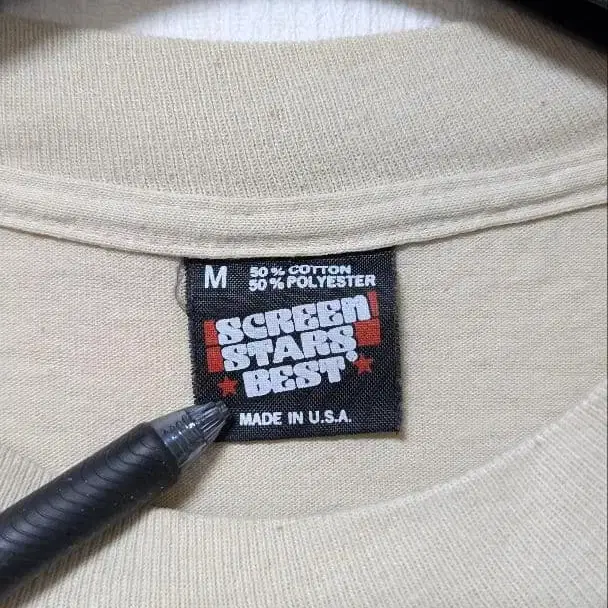 M 50% COTTON
50% POLYESTER
SCREEN
STARS
BEST
MADE IN U.S.A.